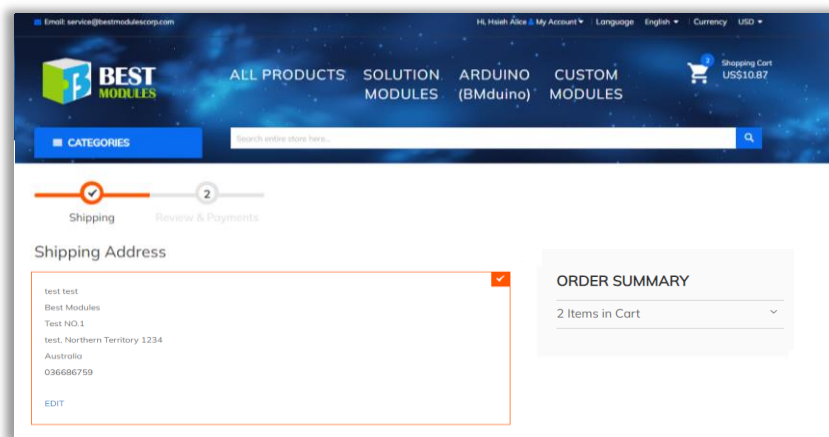 Email: service@bestmodulescorp.com
Hi, Hsieh Alice My Account Language English Currency USD
BEST
MODULES
ALL PRODUCTS
SOLUTION
MODULES
ARDUINO
(BMduino)
CUSTOM
MODULES
2
Shopping Cart
US$10.87
CATEGORIES
Search entire store here...
2
Shipping
Review & Payments
Shipping Address
test test
Best Modules
Test NO.1
test, Northern Territory 1234
Australia
036686759
EDIT
ORDER SUMMARY
2 Items in Cart